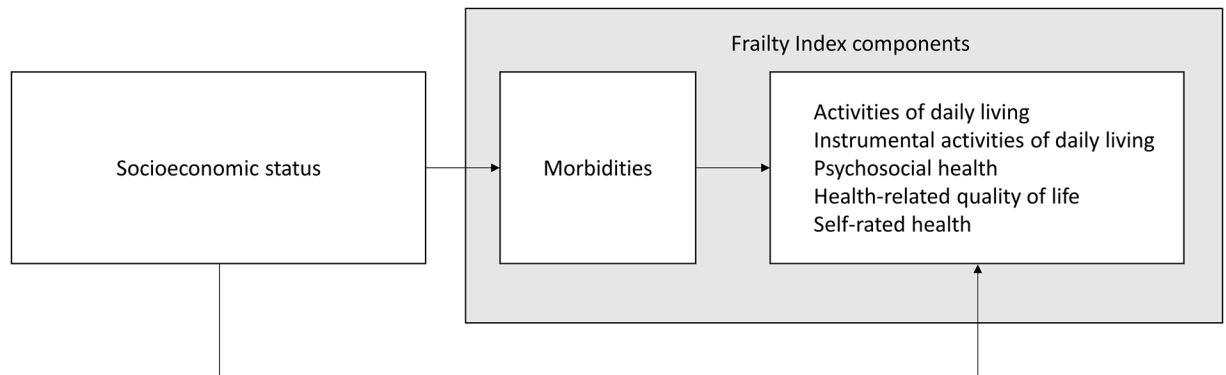 Frailty Index components
Socioeconomic status
Morbidities
Activities of daily living
Instrumental activities of daily living
Psychosocial health
Health-related quality of life
Self-rated health